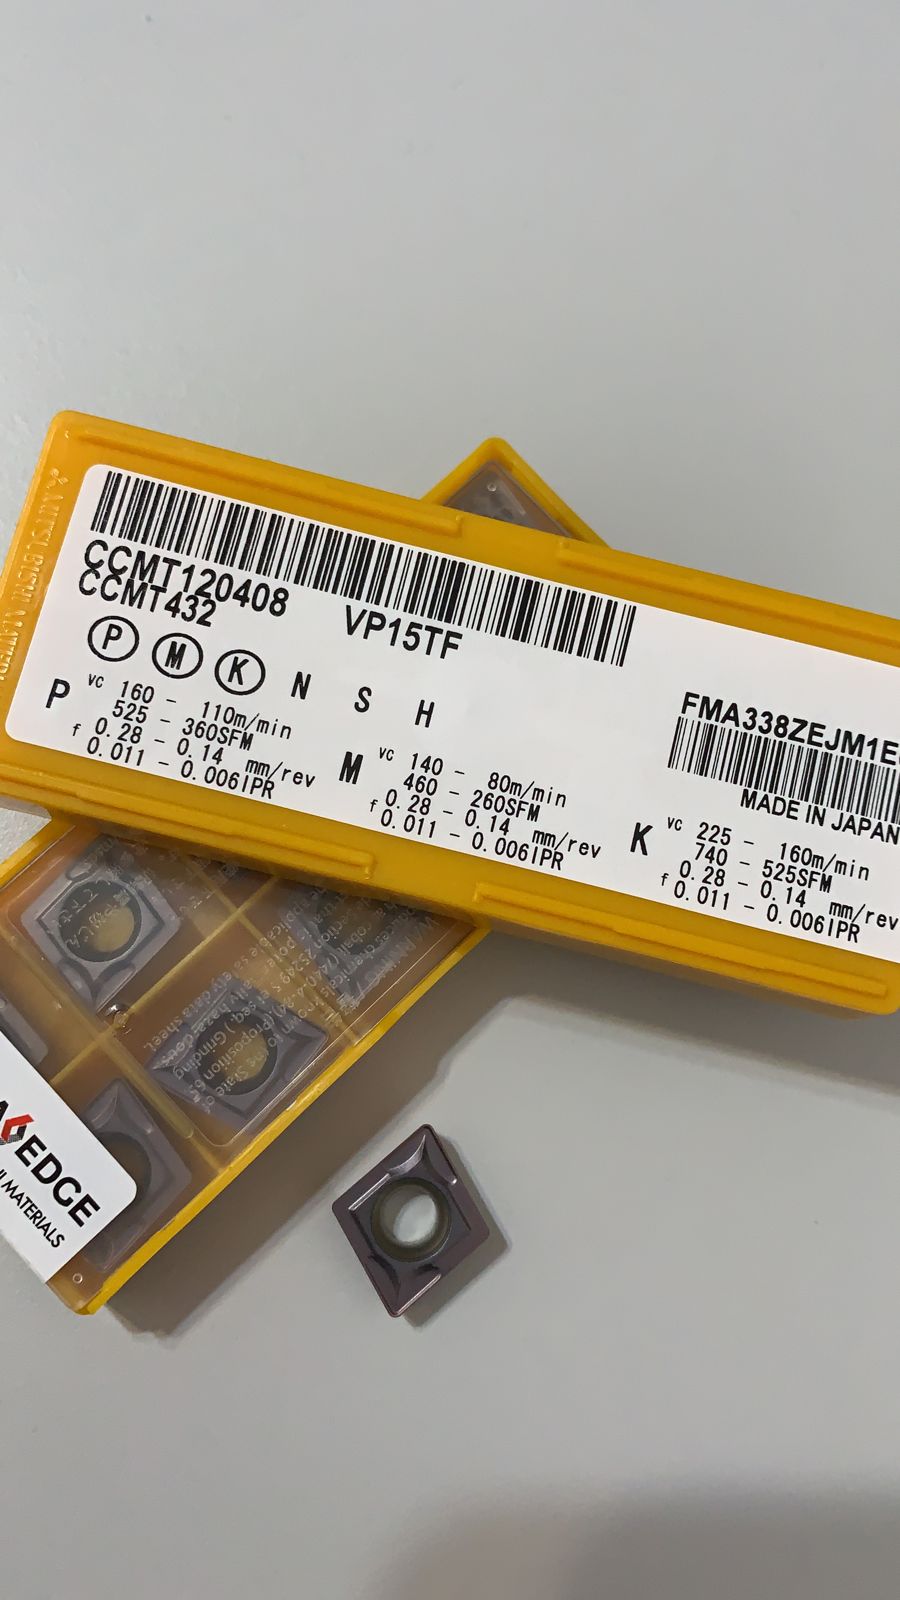 CCMT120408
CCMT432
VP15TF
P M K N S H
P vc 160 - 110m/min
525 - 360SFM
f 0.28 - 0.14 mm/rev
0.011 - 0.006IPR
M vc 140 - 80m/min
460 - 260SFM
f 0.28 - 0.14 mm/rev
0.011 - 0.006IPR
FMA338ZEJM1E
MADE IN JAPAN
K vc 225 - 160m/min
740 - 525SFM
f 0.28 - 0.14 mm/rev
0.011 - 0.006IPR
MITSUBISHI
EDGE
MATERIALS